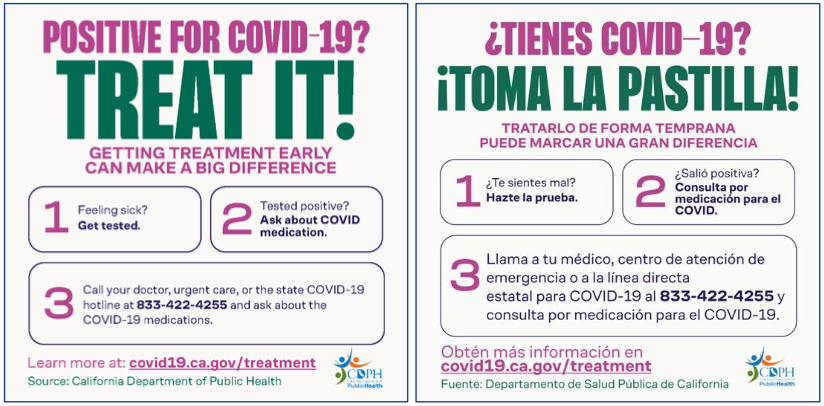 POSITIVE FOR COVID-19?
TREAT IT!
GETTING TREATMENT EARLY
CAN MAKE A BIG DIFFERENCE
1
Feeling sick?
Get tested.
2
Tested positive?
Ask about COVID
medication.
3
Call your doctor, urgent care, or the state COVID-19
hotline at 833-422-4255 and ask about the
COVID-19 medications.
Learn more at: covid19.ca.gov/treatment
Source: California Department of Public Health
CDPH
PublicHealth
¿TIENES COVID–19?
¡TOMA LA PASTILLA!
TRATARLO DE FORMA TEMPRANA
PUEDE MARCAR UNA GRAN DIFERENCIA
1
¿Te sientes mal?
Hazte la prueba.
2
¿Salió positiva?
Consulta por
medicación para el
COVID.
3
Llama a tu médico, centro de atención de
emergencia o a la línea directa
estatal para COVID-19 al 833-422-4255 y
consulta por medicación para el COVID-19.
Obtén más información en
covid19.ca.gov/treatment
Fuente: Departamento de Salud Pública de California
CDPH
PublicHealth